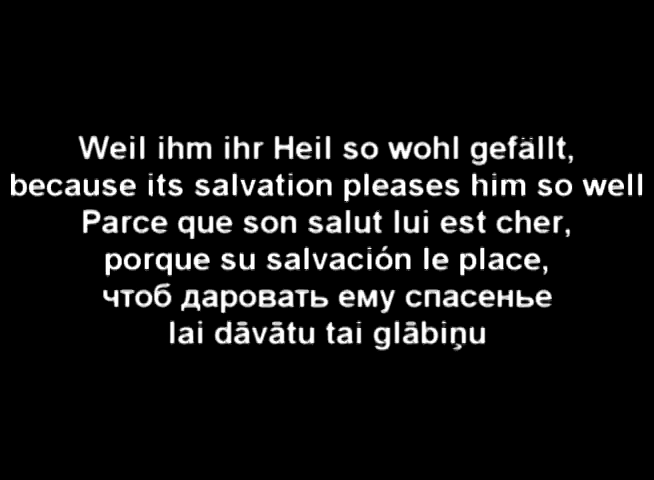 Weil ihm ihr Heil so wohl gefällt,
because its salvation pleases him so well
Parce que son salut lui est cher,
porque su salvación le place,
чтоб даровать ему спасенье
lai dāvātu tai glābiņu